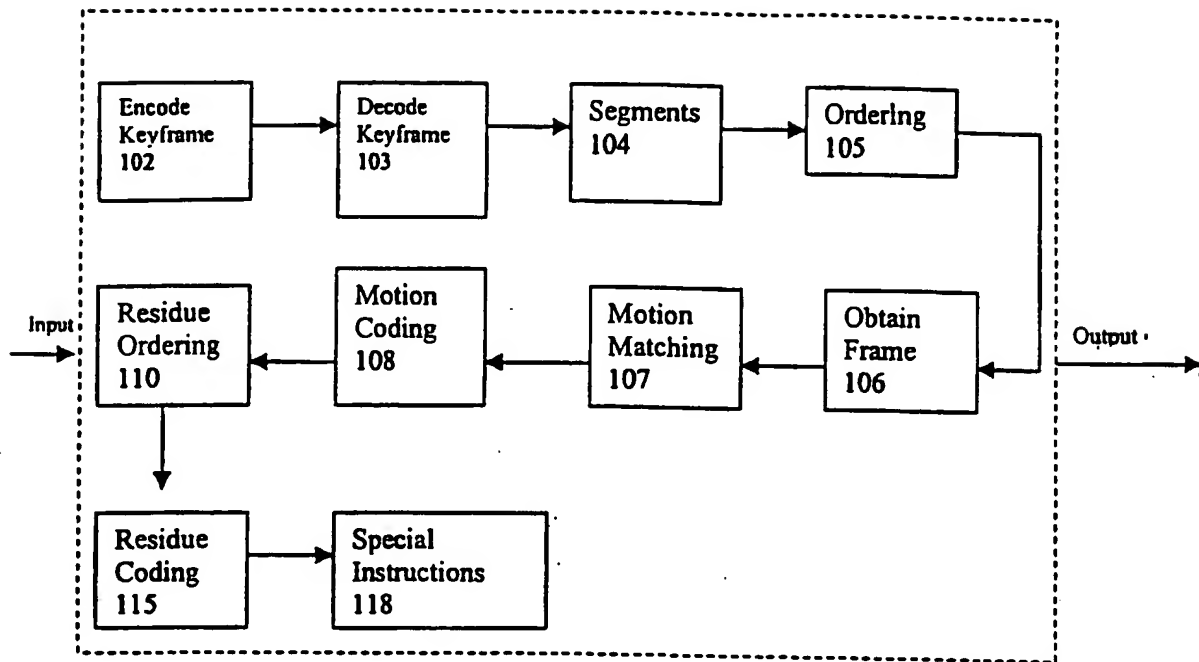 Encode
Keyframe
102
Decode
Keyframe
103
Segments
104
Ordering
105
Input
Residue
Ordering
110
Motion
Coding
108
Motion
Matching
107
Obtain
Frame
106
Output
Residue
Coding
115
Special
Instructions
118